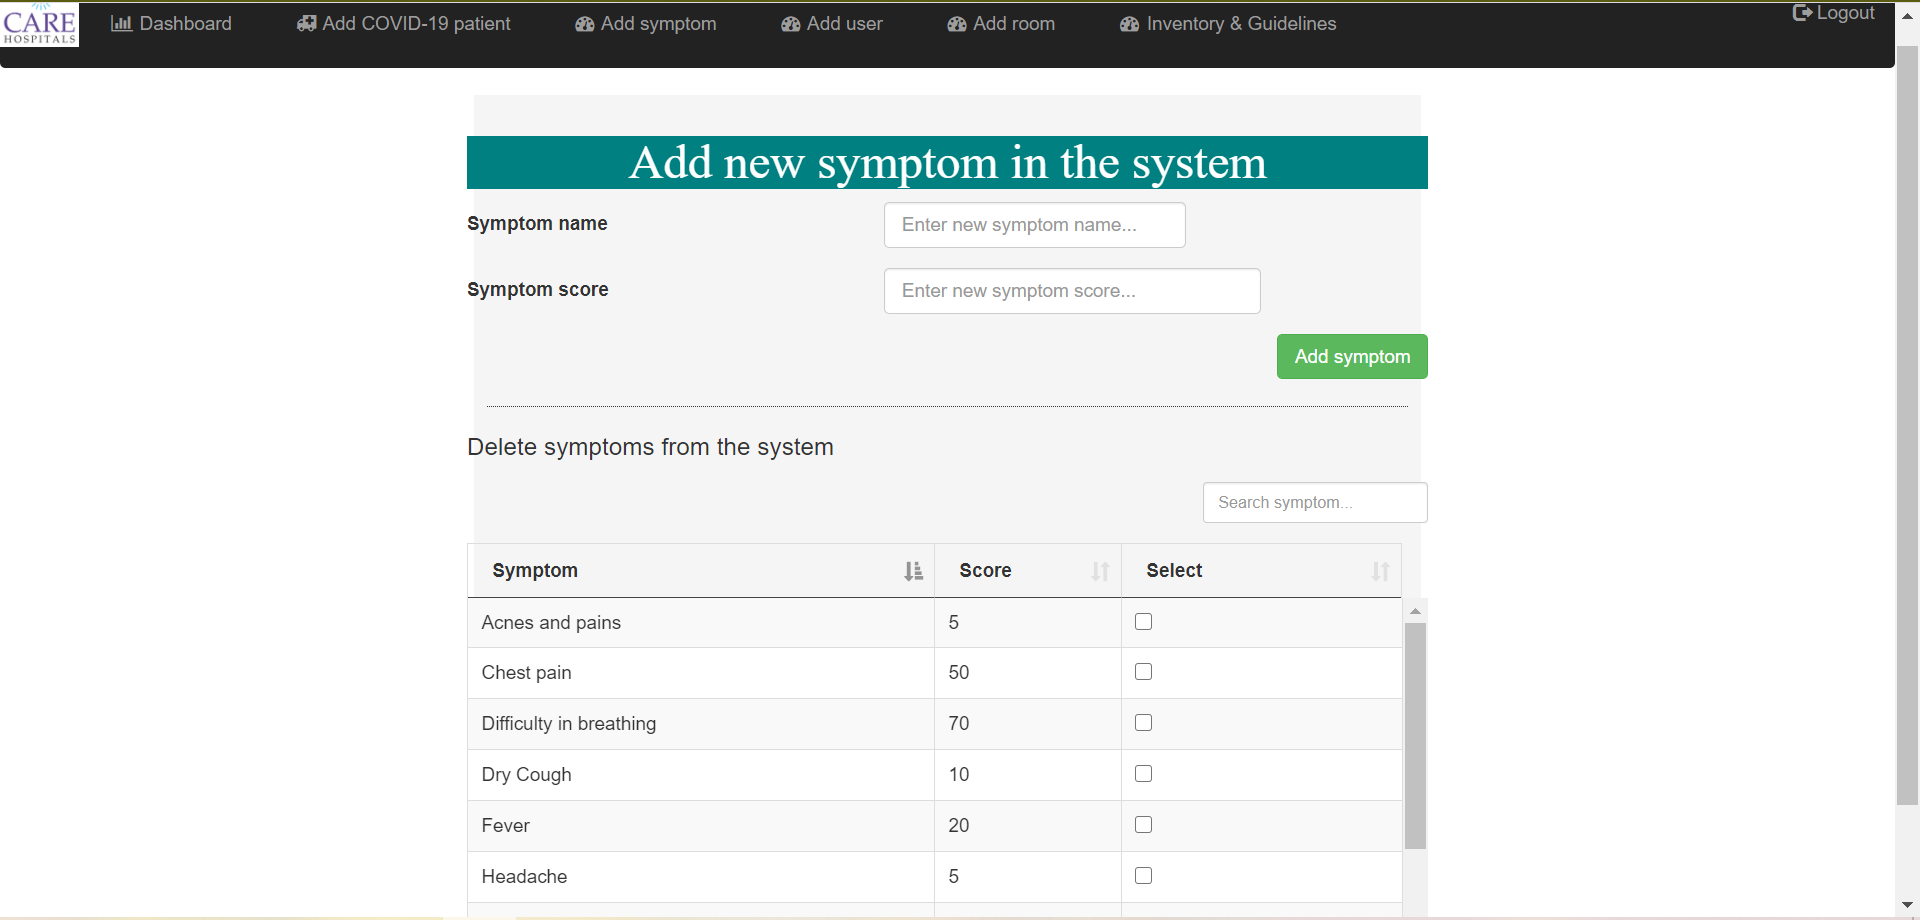 CARE
HOSPITALS
Dashboard
Add COVID-19 patient
Add symptom
Add user
Add room
Inventory & Guidelines
Logout
Add new symptom in the system
Symptom name
Enter new symptom name...
Symptom score
Enter new symptom score...
Add symptom
Delete symptoms from the system
Search symptom...
Symptom Score Select
Acnes and pains 5
Chest pain 50
Difficulty in breathing 70
Dry Cough 10
Fever 20
Headache 5